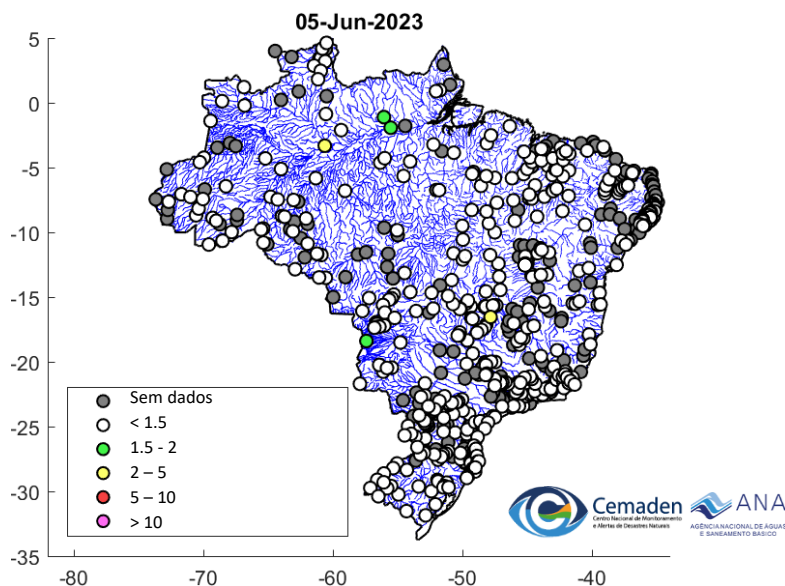 05-Jun-2023
5
0
-5
-10
-15
-20
-25
-30
-35
Sem dados
< 1.5
1.5 - 2
2 – 5
5 – 10
> 10
Cemaden
Centro Nacional de Monitoramento
e Alertas de Desastres Naturais
ANA
AGÊNCIA NACIONAL DE ÁGUAS
E SANEAMENTO BÁSICO
-80
-70
-60
-50
-40